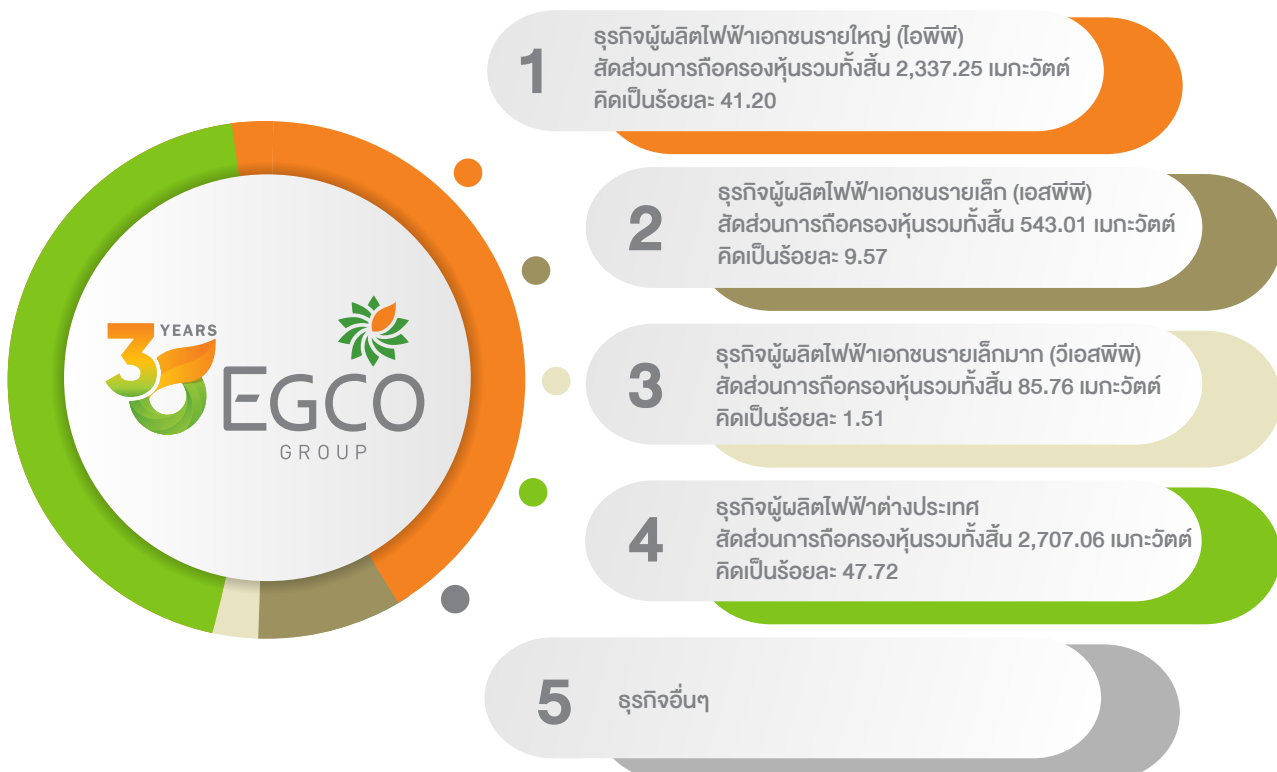 1
ธุรกิจผู้ผลิตไฟฟ้าเอกชนรายใหญ่ (ไอพีพี)
สัดส่วนการถือครองหุ้นรวมทั้งสิ้น 2,337.25 เมกะวัตต์
คิดเป็นร้อยละ 41.20
2
ธุรกิจผู้ผลิตไฟฟ้าเอกชนรายเล็ก (เอสพีพี)
สัดส่วนการถือครองหุ้นรวมทั้งสิ้น 543.01 เมกะวัตต์
คิดเป็นร้อยละ 9.57
3
ธุรกิจผู้ผลิตไฟฟ้าเอกชนรายเล็กมาก (วีเอสพีพี)
สัดส่วนการถือครองหุ้นรวมทั้งสิ้น 85.76 เมกะวัตต์
คิดเป็นร้อยละ 1.51
4
ธุรกิจผู้ผลิตไฟฟ้าต่างประเทศ
สัดส่วนการถือครองหุ้นรวมทั้งสิ้น 2,707.06 เมกะวัตต์
คิดเป็นร้อยละ 47.72
5
ธุรกิจอื่นๆ
30 YEARS
EGCO
GROUP